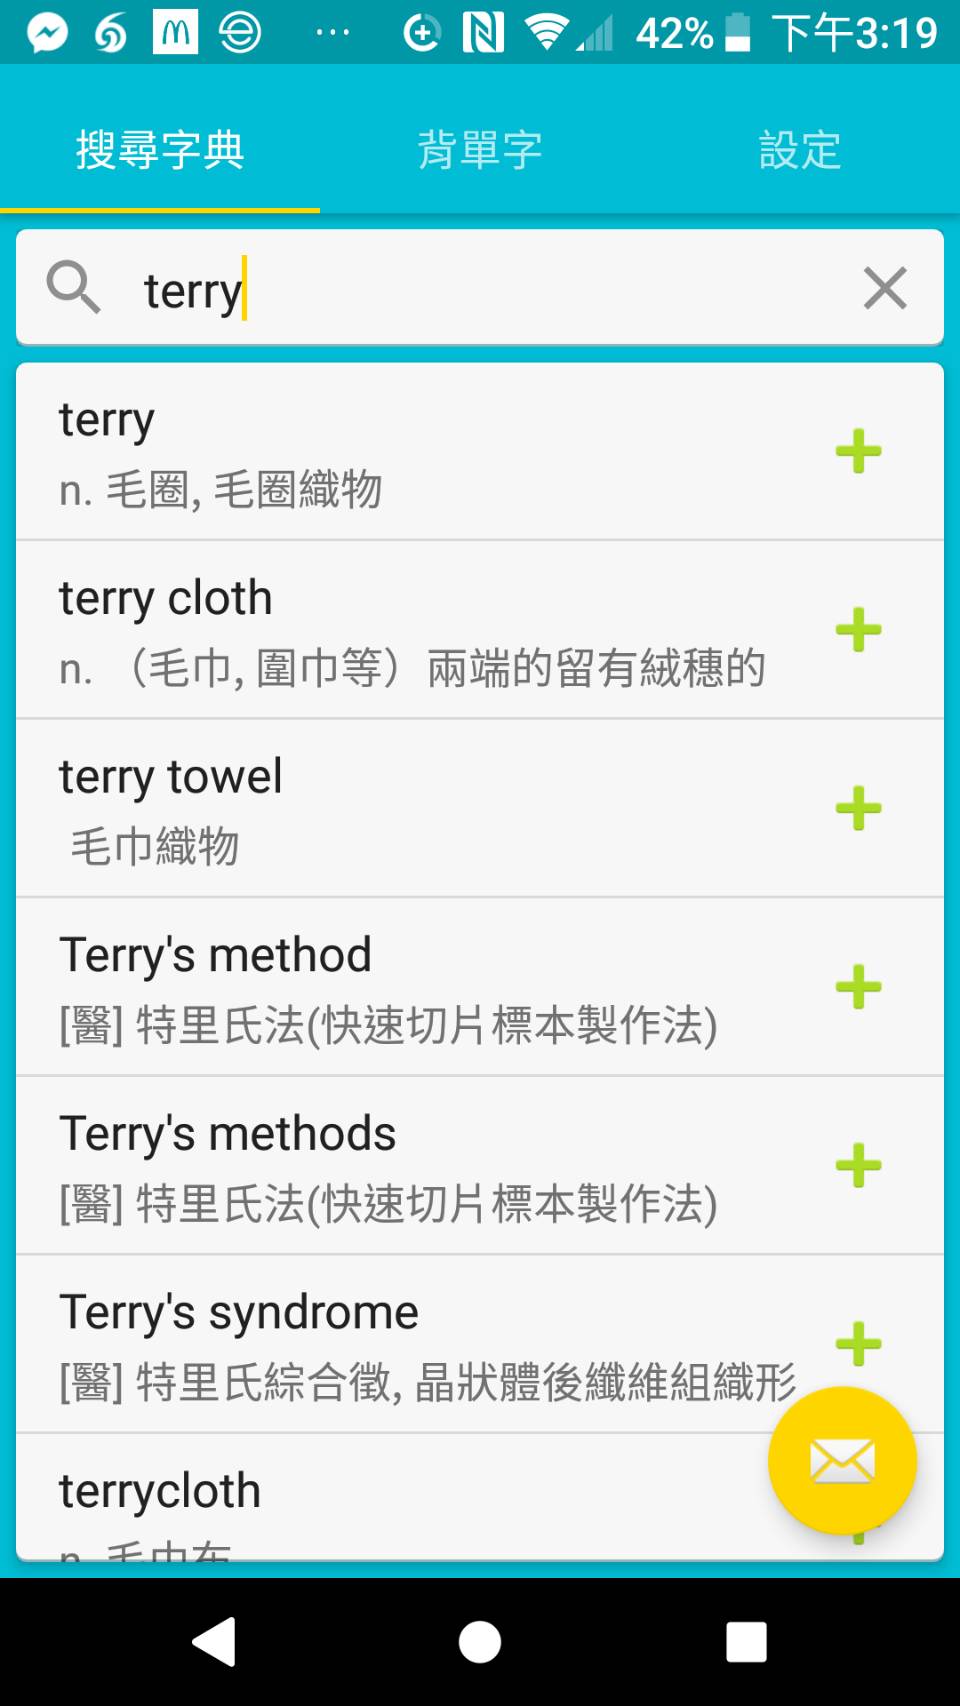 42% 下午3:19
搜尋字典 背單字 設定
terry
terry
n. 毛圈, 毛圈織物
terry cloth
n. （毛巾, 圍巾等）兩端的留有絨穗的
terry towel
毛巾織物
Terry's method
[醫] 特里氏法(快速切片標本製作法)
Terry's methods
[醫] 特里氏法(快速切片標本製作法)
Terry's syndrome
[醫] 特里氏綜合徵, 晶狀體後纖維組織形
terrycloth
n. 毛巾布